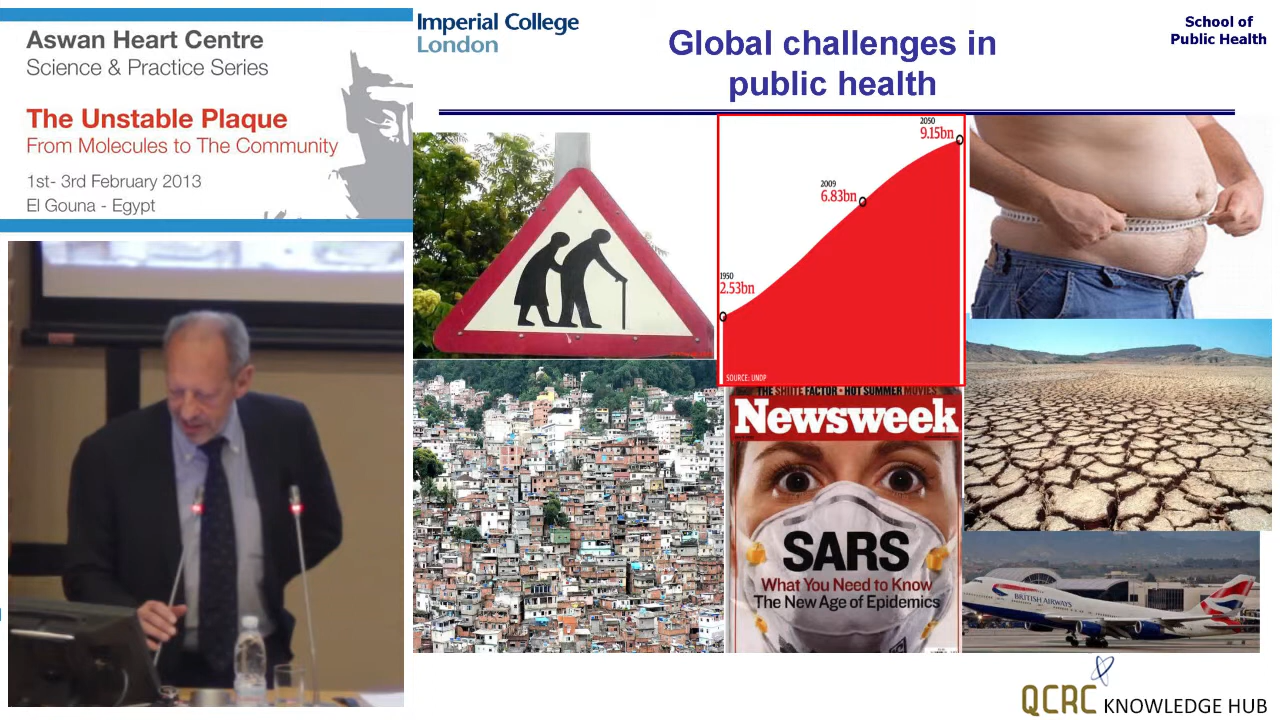 Aswan Heart Centre
Science & Practice Series
The Unstable Plaque
From Molecules to The Community
1st- 3rd February 2013
El Gouna - Egypt
Imperial College
London
Global challenges in
public health
School of
Public Health
2050
9.15bn
2009
6.83bn
1950
2.53bn
SOURCE: UNDP
FACTOR • HOT SUMMER MOVIES
Newsweek
SARS
What You Need to Know
The New Age of Epidemics
BRITISH AIRWAYS
QCRC KNOWLEDGE HUB